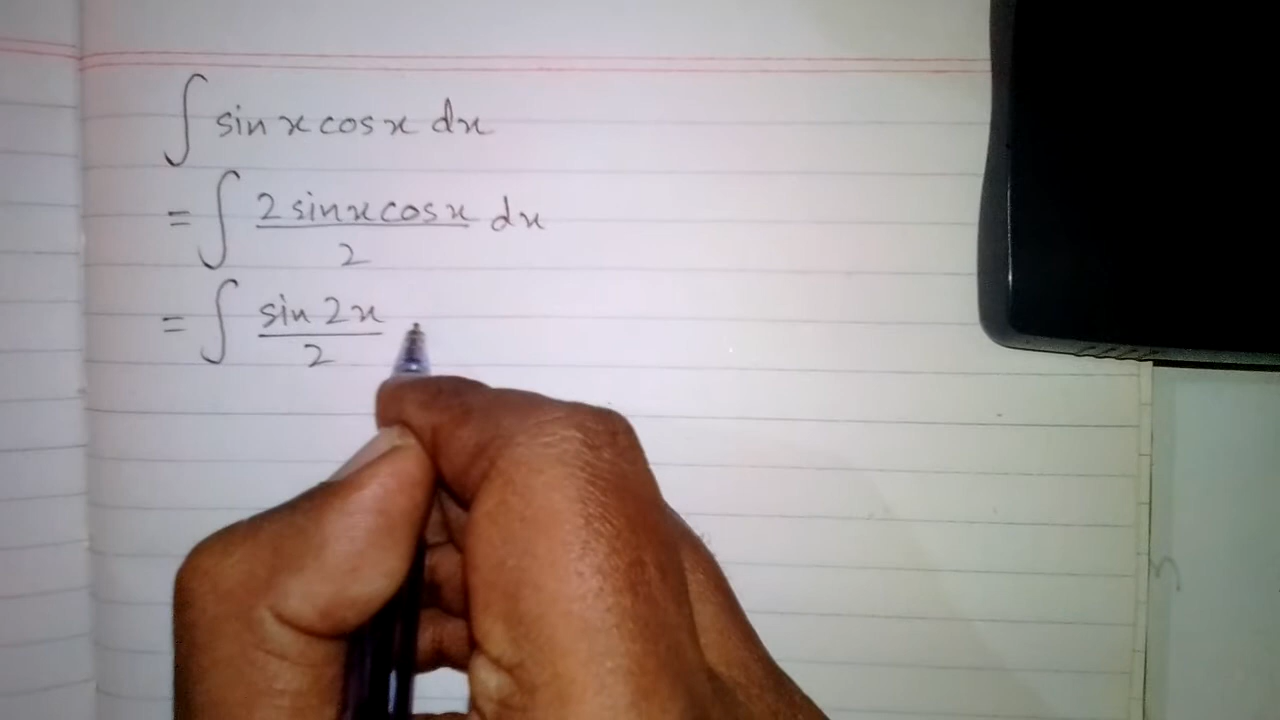 ∫ sin x cos x dx
= ∫ 2 sin x cos x / 2 dx
= ∫ sin 2x / 2